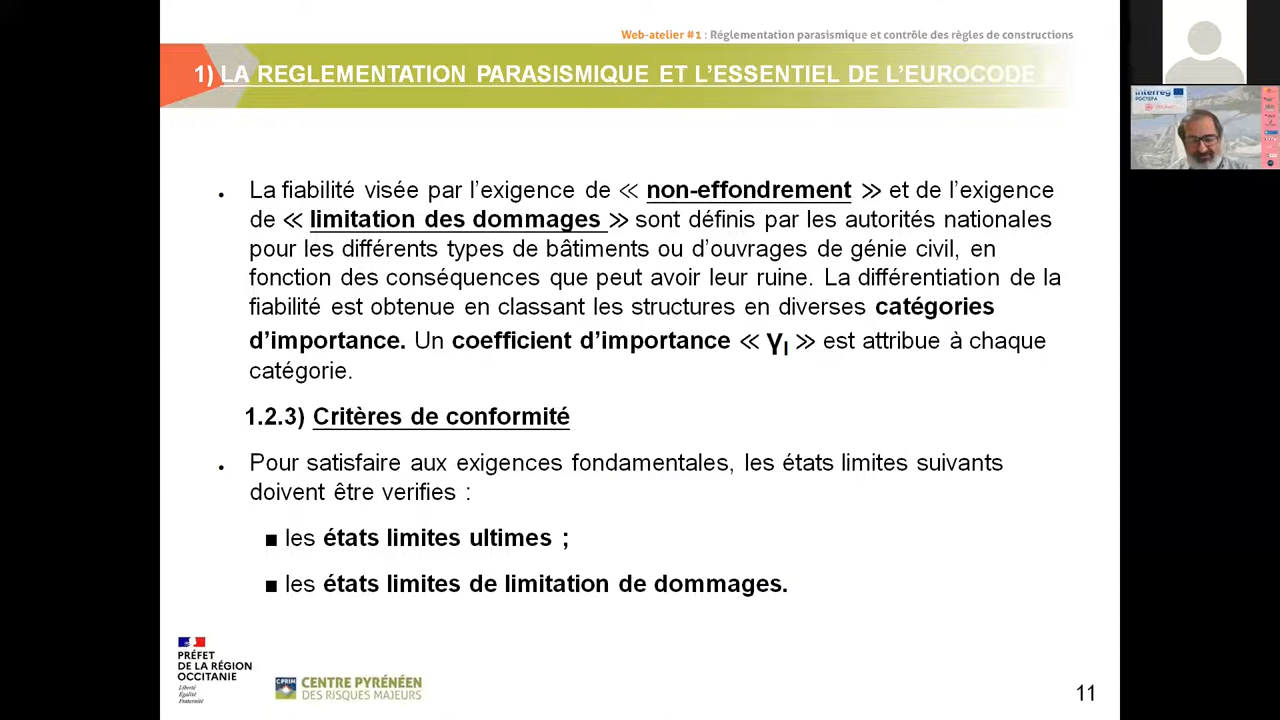 Web-atelier #1 : Réglementation parasismique et contrôle des règles de constructions
1) LA REGLEMENTATION PARASISMIQUE ET L’ESSENTIEL DE L’EUROCODE
interreg
POCTEFA
• La fiabilité visée par l’exigence de ≪ non-effondrement ≫ et de l’exigence
de ≪ limitation des dommages ≫ sont définis par les autorités nationales
pour les différents types de bâtiments ou d’ouvrages de génie civil, en
fonction des conséquences que peut avoir leur ruine. La différentiation de la
fiabilité est obtenue en classant les structures en diverses catégories
d’importance. Un coefficient d’importance ≪ γI ≫ est attribue à chaque
catégorie.
1.2.3) Critères de conformité
• Pour satisfaire aux exigences fondamentales, les états limites suivants
doivent être verifies :
■ les états limites ultimes ;
■ les états limites de limitation de dommages.
PRÉFET
DE LA RÉGION
OCCITANIE
Liberté
Égalité
Fraternité
CPRIM
CENTRE PYRÉNÉEN
DES RISQUES MAJEURS
11